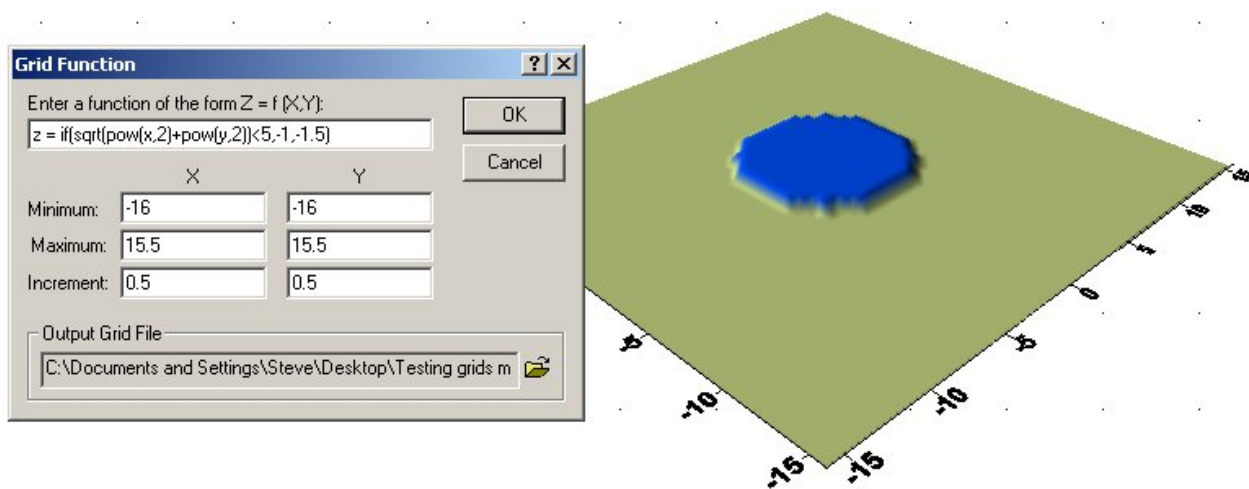 Grid Function
Enter a function of the form Z = f (X,Y):
z = if(sqrt(pow(x,2)+pow(y,2))<5,-1,-1.5)
OK
Cancel
X Y
Minimum: -16 -16
Maximum: 15.5 15.5
Increment: 0.5 0.5
Output Grid File
C:\Documents and Settings\Steve\Desktop\Testing grids m
-5
-10
-15
-15
-10
-5
0
5
10
15